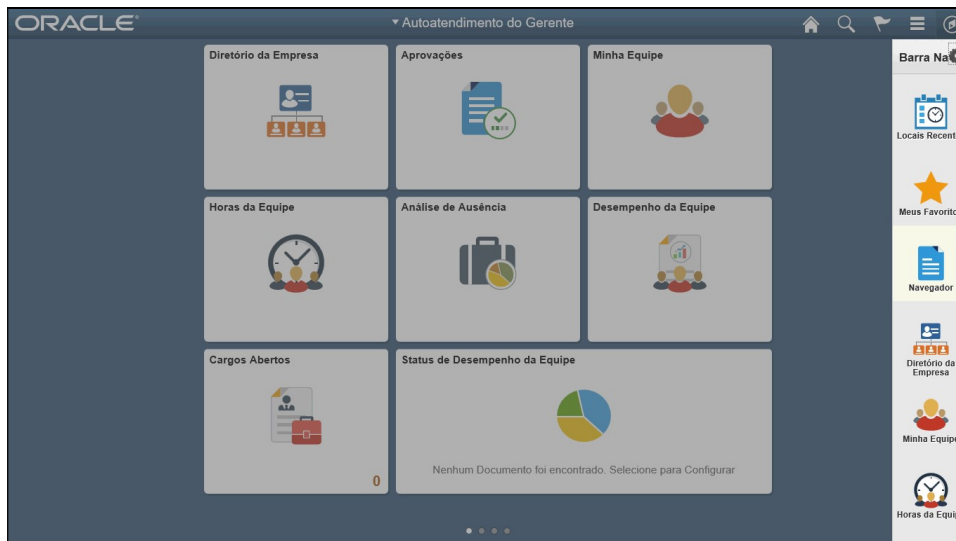 ORACLE
Autoatendimento do Gerente
Diretório da Empresa
Aprovações
Minha Equipe
Horas da Equipe
Análise de Ausência
Desempenho da Equipe
Cargos Abertos
0
Status de Desempenho da Equipe
Nenhum Documento foi encontrado. Selecione para Configurar
Barra Na
Locais Recent
Meus Favorito
Navegador
Diretório da
Empresa
Minha Equipe
Horas da Equip